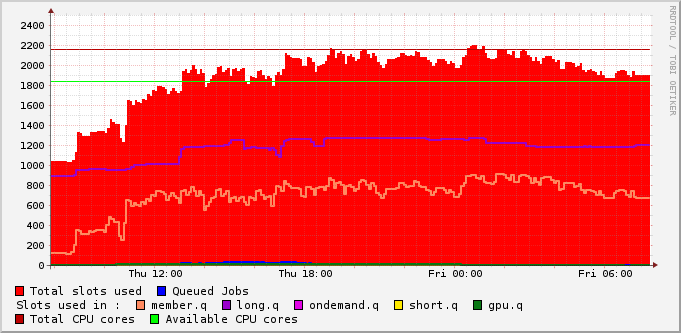 2400
2200
2000
1800
1600
1400
1200
1000
800
600
400
200
0
Thu 12:00 Thu 18:00 Fri 00:00 Fri 06:00
RRDTOOL / TOBI OETIKER
Total slots used Queued Jobs
Slots used in : member.q long.q ondemand.q short.q gpu.q
Total CPU cores Available CPU cores